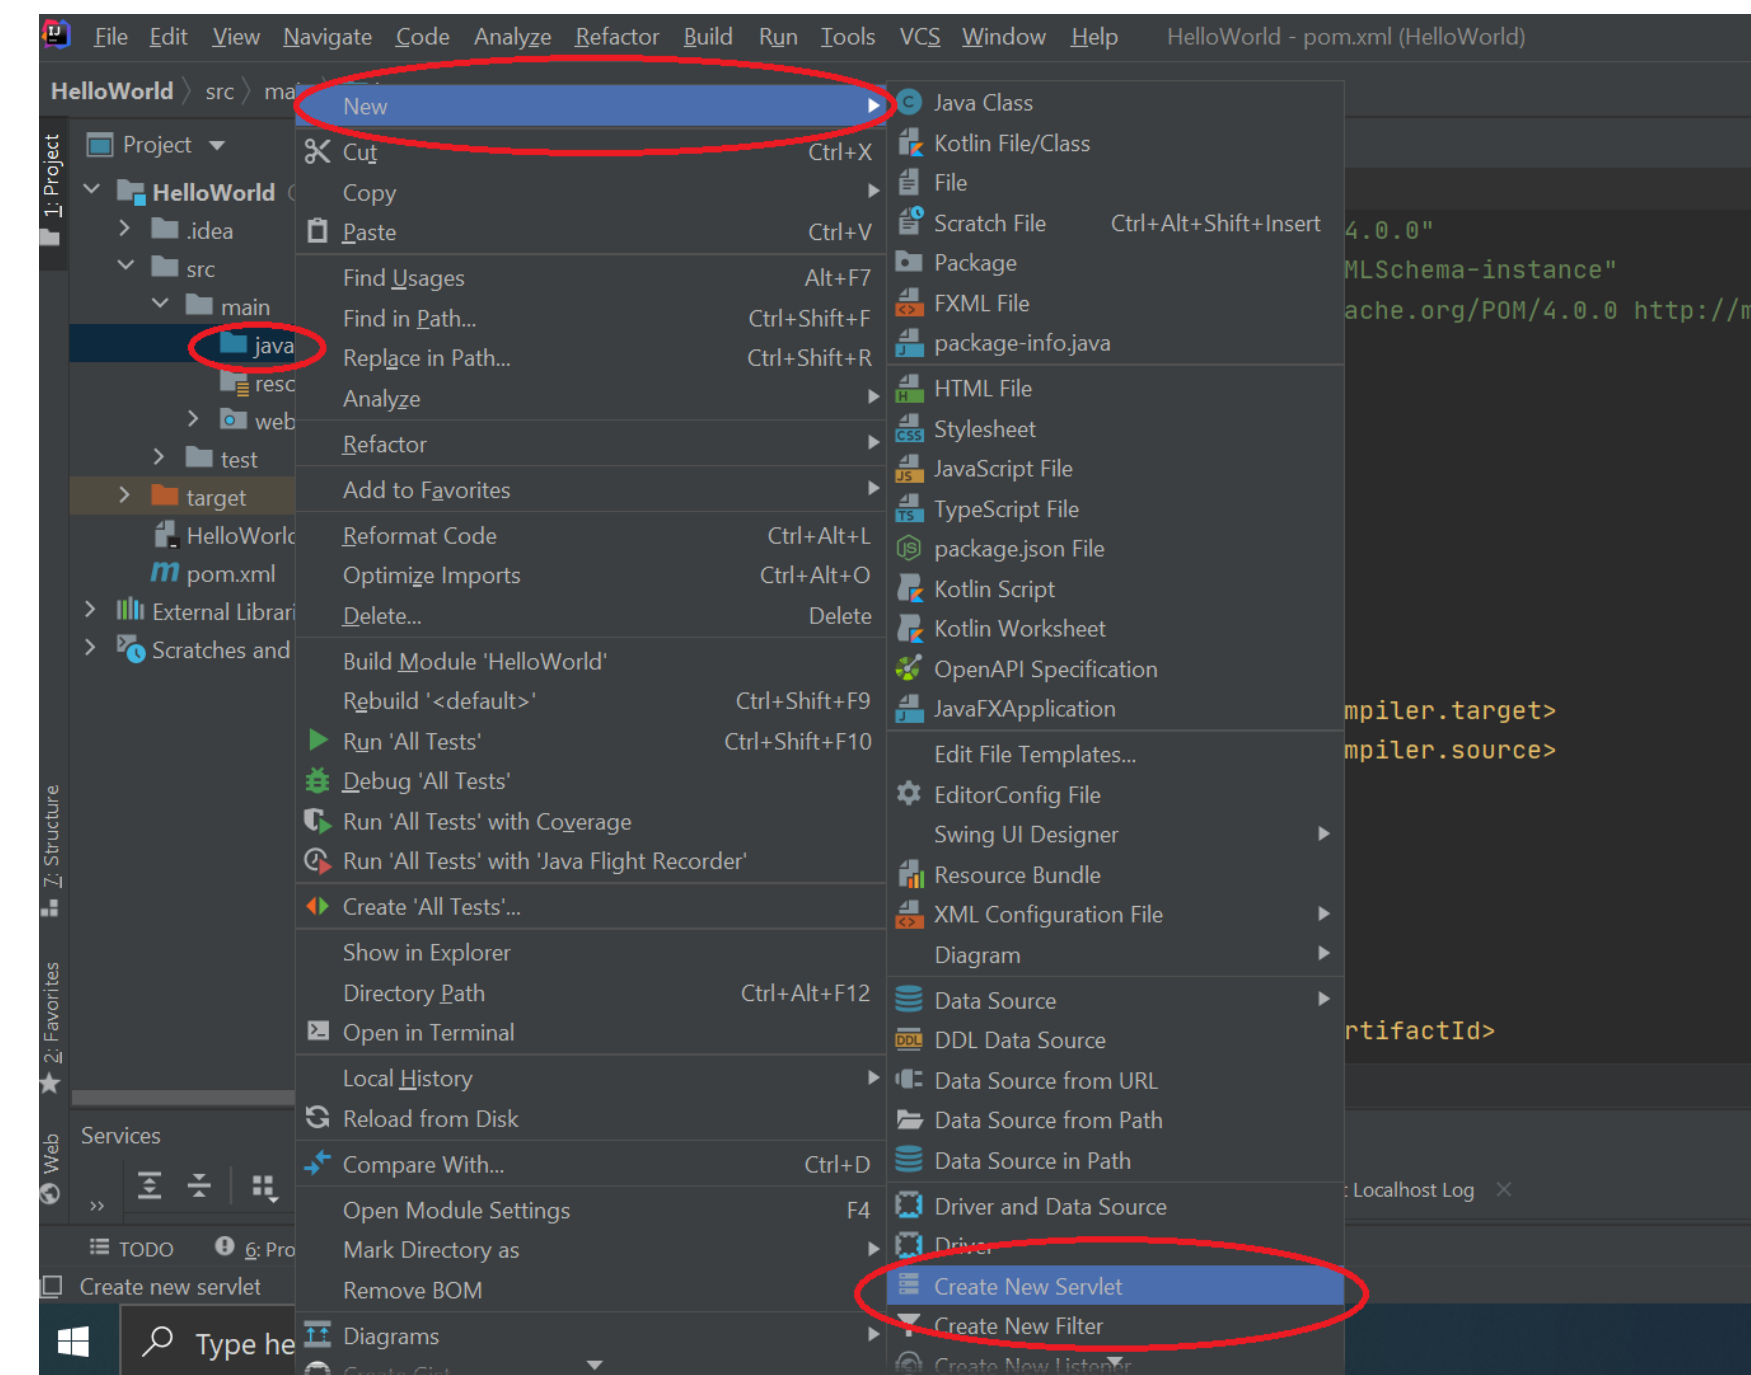 File Edit View Navigate Code Analyze Refactor Build Run Tools VCS Window Help HelloWorld - pom.xml (HelloWorld)
HelloWorld src
1: Project
Project
HelloWorld
.idea
src
main
java
target
test
HelloWorld
pom.xml
External Librari
Scratches and
7: Structure
2: Favorites
Web
Services
TODO 6: Pro
Create new servlet
Type he
New
Cut Ctrl+X
Copy
Paste Ctrl+V
Find Usages Alt+F7
Find in Path... Ctrl+Shift+F
Replace in Path... Ctrl+Shift+R
Analyze
Refactor
Add to Favorites
Reformat Code Ctrl+Alt+L
Optimize Imports Ctrl+Alt+O
Delete... Delete
Build Module 'HelloWorld'
Rebuild '<default>' Ctrl+Shift+F9
Run 'All Tests' Ctrl+Shift+F10
Debug 'All Tests'
Run 'All Tests' with Coverage
Run 'All Tests' with 'Java Flight Recorder'
Create 'All Tests'...
Show in Explorer
Directory Path Ctrl+Alt+F12
Open in Terminal
Local History
Reload from Disk
Compare With... Ctrl+D
Open Module Settings F4
Mark Directory as
Remove BOM
Diagrams
Java Class
Kotlin File/Class
File
Scratch File Ctrl+Alt+Shift+Insert
Package
FXML File
package-info.java
HTML File
Stylesheet
JavaScript File
TypeScript File
package.json File
Kotlin Script
Kotlin Worksheet
OpenAPI Specification
JavaFXApplication
Edit File Templates...
EditorConfig File
Swing UI Designer
Resource Bundle
XML Configuration File
Diagram
Data Source
DDL Data Source
Data Source from URL
Data Source from Path
Data Source in Path
Driver and Data Source
Driver
Create New Servlet
Create New Filter
Create New Listener
4.0.0"
MLSchema-instance"
ache.org/POM/4.0.0 http://m
mpiler.target>
mpiler.source>
rtifactId>
Localhost Log